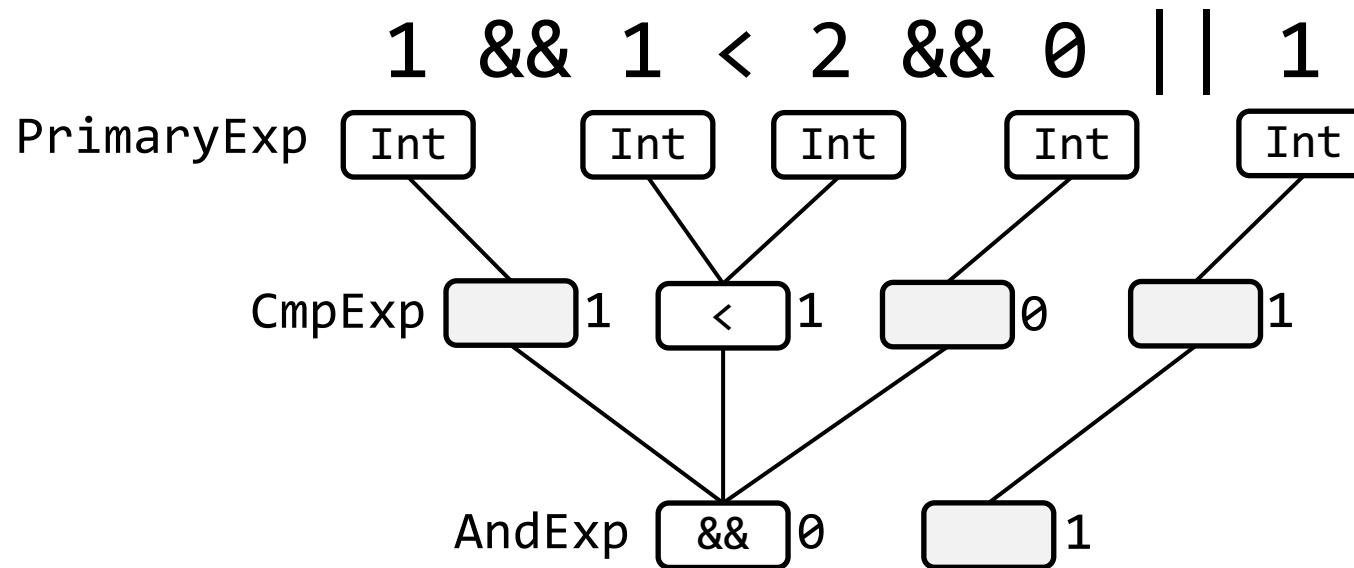 1 && 1 < 2 && 0 || 1
PrimaryExp Int Int Int Int Int
CmpExp 1 < 1 0 1
AndExp && 0 1